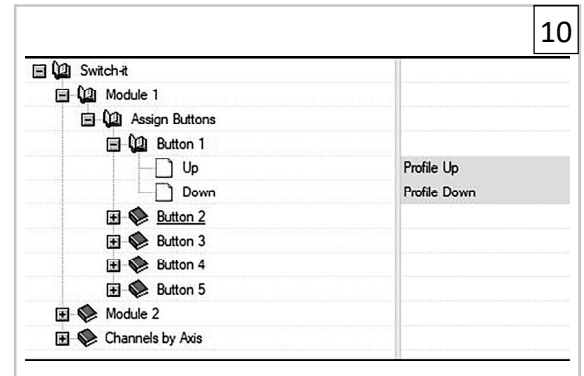 10
Switch-it
Module 1
Assign Buttons
Button 1
Up Profile Up
Down Profile Down
Button 2
Button 3
Button 4
Button 5
Module 2
Channels by Axis